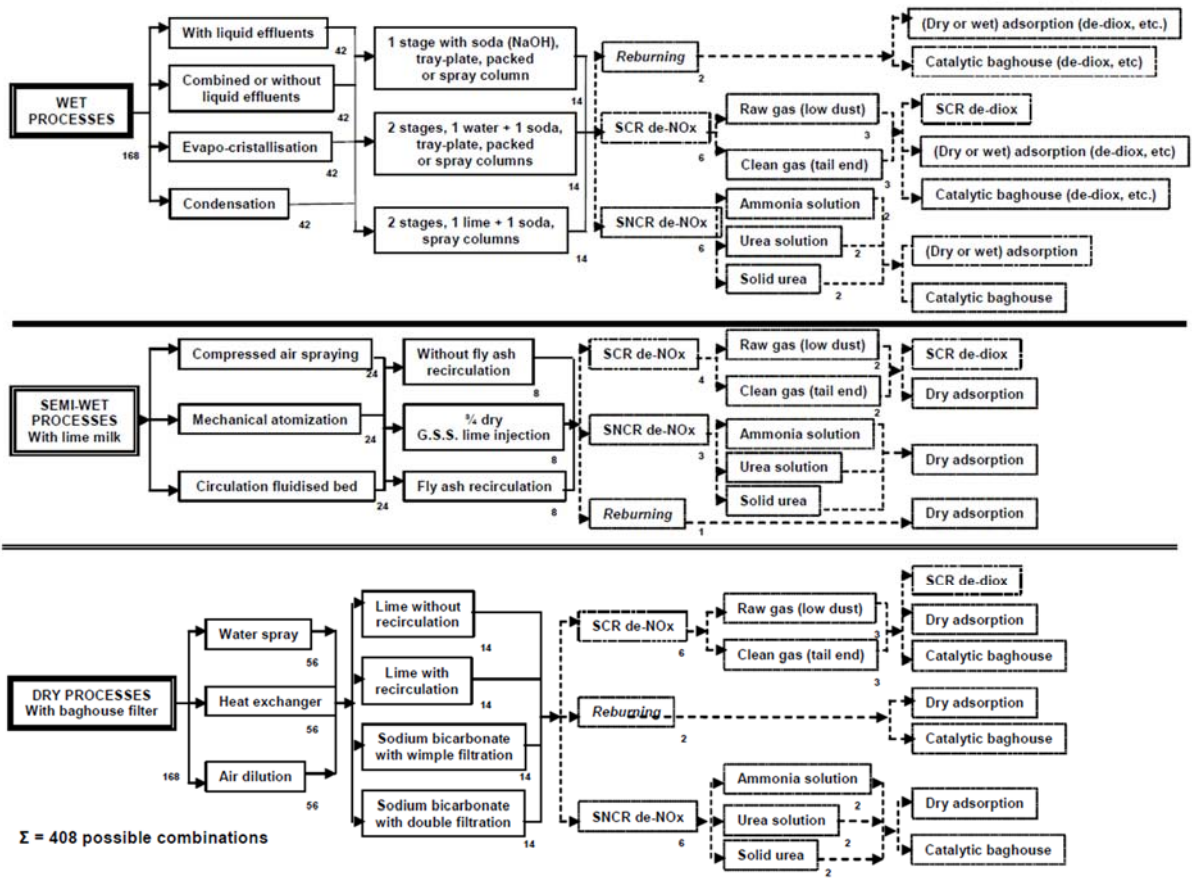 WET
PROCESSES
168
With liquid effluents
42
Combined or without
liquid effluents
42
Evapo-cristallisation
42
Condensation
42
1 stage with soda (NaOH),
tray-plate, packed
or spray column
14
2 stages, 1 water + 1 soda,
tray-plate, packed
or spray columns
14
2 stages, 1 lime + 1 soda,
spray columns
14
Reburning
2
SCR de-NOx
6
SNCR de-NOx
6
Raw gas (low dust)
3
Clean gas (tail end)
3
Ammonia solution
2
Urea solution
2
Solid urea
2
(Dry or wet) adsorption (de-diox, etc.)
Catalytic baghouse (de-diox, etc)
SCR de-diox
(Dry or wet) adsorption (de-diox, etc)
Catalytic baghouse (de-diox, etc.)
(Dry or wet) adsorption
Catalytic baghouse
SEMI-WET
PROCESSES
With lime milk
Compressed air spraying
24
Mechanical atomization
24
Circulation fluidised bed
24
Without fly ash
recirculation
8
¾ dry
G.S.S. lime injection
8
Fly ash recirculation
8
SCR de-NOx
4
SNCR de-NOx
3
Reburning
1
Raw gas (low dust)
2
Clean gas (tail end)
2
Ammonia solution
Urea solution
Solid urea
SCR de-diox
Dry adsorption
Dry adsorption
Dry adsorption
DRY PROCESSES
With baghouse filter
168
Water spray
56
Heat exchanger
56
Air dilution
56
Lime without
recirculation
14
Lime with
recirculation
14
Sodium bicarbonate
with wimple filtration
14
Sodium bicarbonate
with double filtration
14
SCR de-NOx
6
Reburning
2
SNCR de-NOx
6
Raw gas (low dust)
3
Clean gas (tail end)
3
Ammonia solution
2
Urea solution
2
Solid urea
2
SCR de-diox
Dry adsorption
Catalytic baghouse
Dry adsorption
Catalytic baghouse
Dry adsorption
Catalytic baghouse
Σ = 408 possible combinations